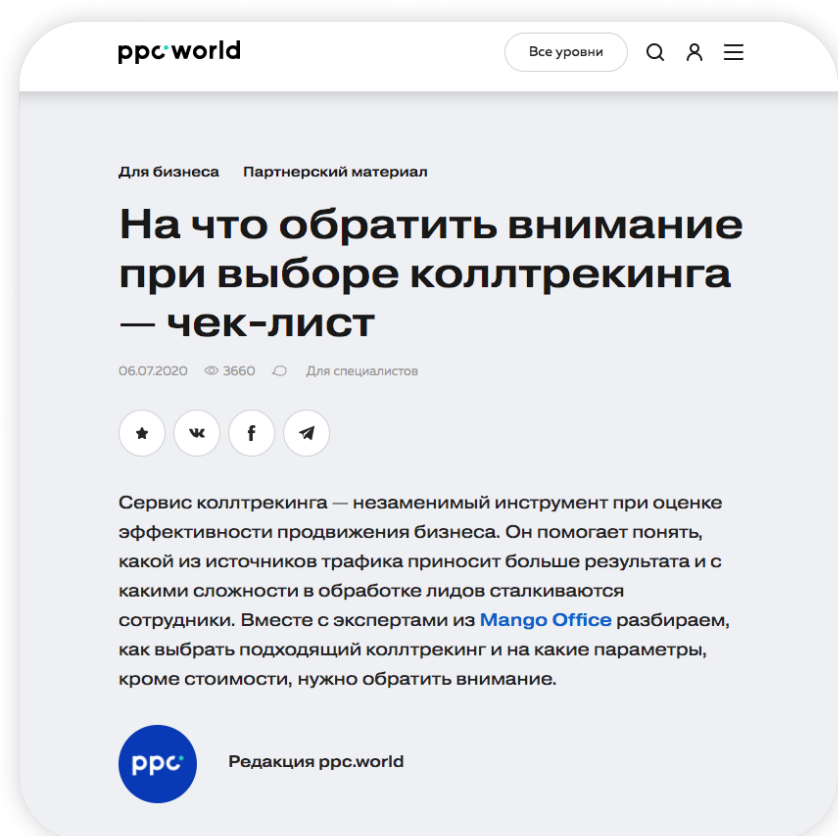 ppc world
Все уровни
Для бизнеса Партнерский материал
На что обратить внимание
при выборе коллтрекинга
— чек-лист
06.07.2020 3660 Для специалистов
Сервис коллтрекинга — незаменимый инструмент при оценке
эффективности продвижения бизнеса. Он помогает понять,
какой из источников трафика приносит больше результата и с
какими сложности в обработке лидов сталкиваются
сотрудники. Вместе с экспертами из Mango Office разбираем,
как выбрать подходящий коллтрекинг и на какие параметры,
кроме стоимости, нужно обратить внимание.
ppc
Редакция ppc.world